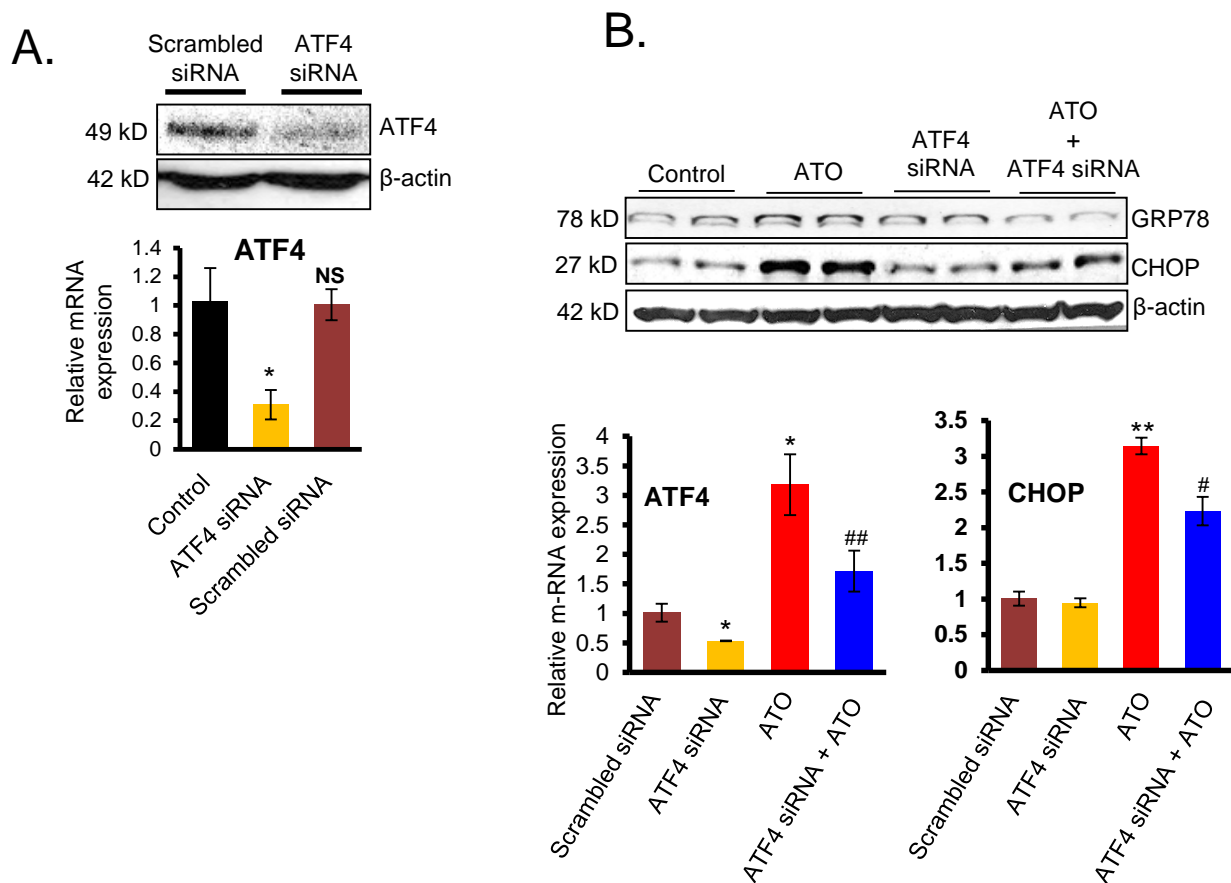 A.
Scrambled
siRNA
ATF4
siRNA
49 kD
ATF4
42 kD
β-actin
ATF4
Relative mRNA
expression
1.4
1.2
1
0.8
0.6
0.4
0.2
0
*
NS
Control
ATF4 siRNA
Scrambled siRNA
B.
Control
ATO
ATF4
siRNA
ATO
+
ATF4 siRNA
78 kD
GRP78
27 kD
CHOP
42 kD
β-actin
Relative m-RNA expression
4
3.5
3
2.5
2
1.5
1
0.5
0
ATF4
*
*
##
Scrambled siRNA
ATF4 siRNA
ATO
ATF4 siRNA + ATO
3.5
3
2.5
2
1.5
1
0.5
0
CHOP
**
#
Scrambled siRNA
ATF4 siRNA
ATO
ATF4 siRNA + ATO